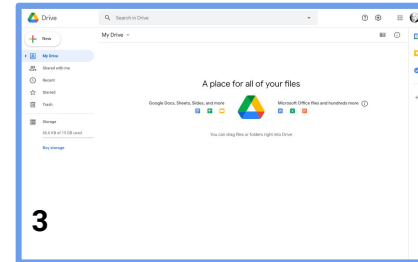 Drive
Search in Drive
New
My Drive
My Drive
Shared with me
Recent
Starred
Trash
Storage
Buy storage
A place for all of your files
Google Docs, Sheets, Slides, and more
Microsoft Office files and hundreds more
You can drag files or folders right into Drive
3